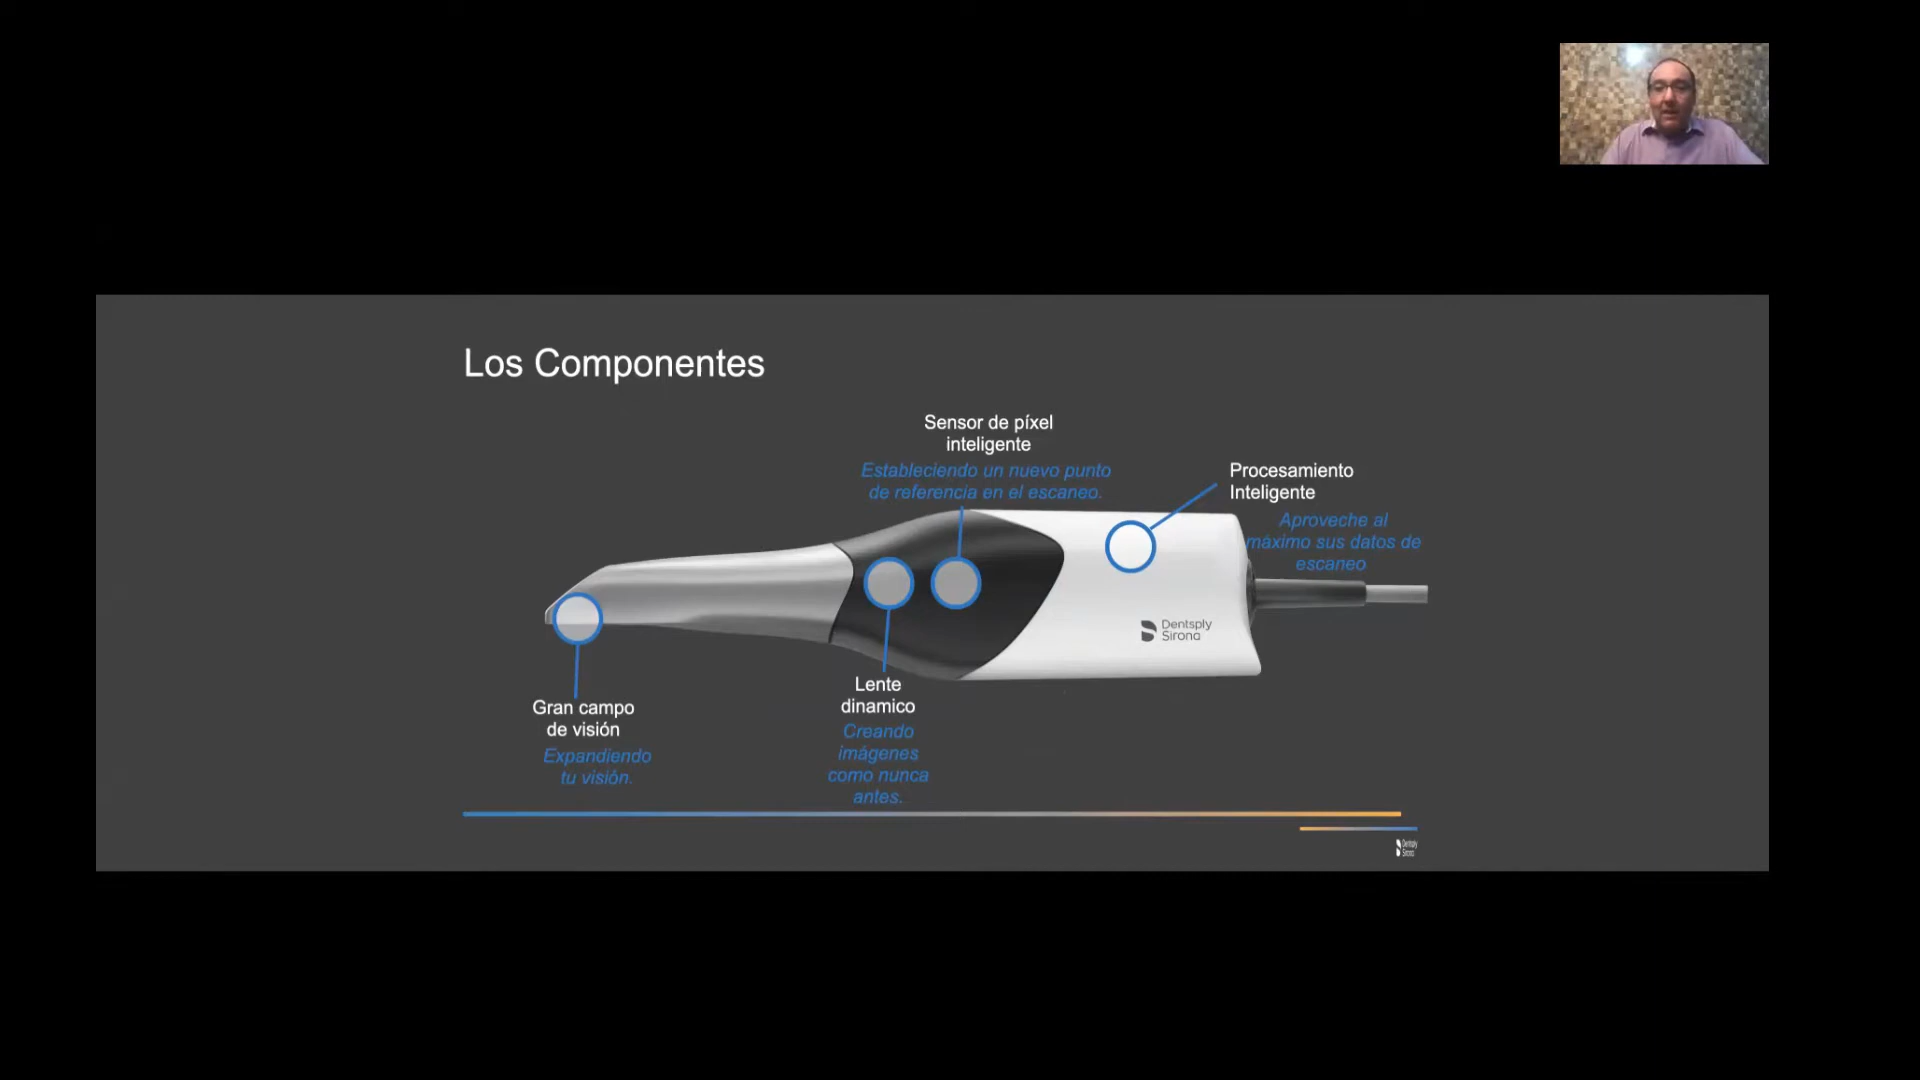 Los Componentes
Sensor de píxel
inteligente
Estableciendo un nuevo punto
de referencia en el escaneo.
Procesamiento
Inteligente
Aproveche al
máximo sus datos de
escaneo
Dentsply
Sirona
Gran campo
de visión
Expandiendo
tu visión.
Lente
dinamico
Creando
imágenes
como nunca
antes.
Dentsply
Sirona